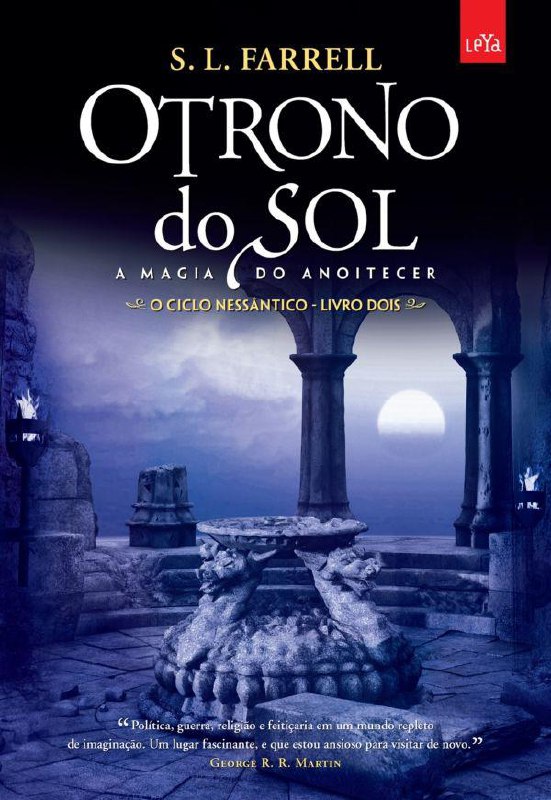 LeYa
S. L. FARRELL
O TRONO
do SOL
A MAGIA DO ANOITECER
O CICLO NESSÂNTICO - LIVRO DOIS
“Política, guerra, religião e feitiçaria em um mundo repleto
de imaginação. Um lugar fascinante, e que estou ansioso para visitar de novo.”
GEORGE R. R. MARTIN